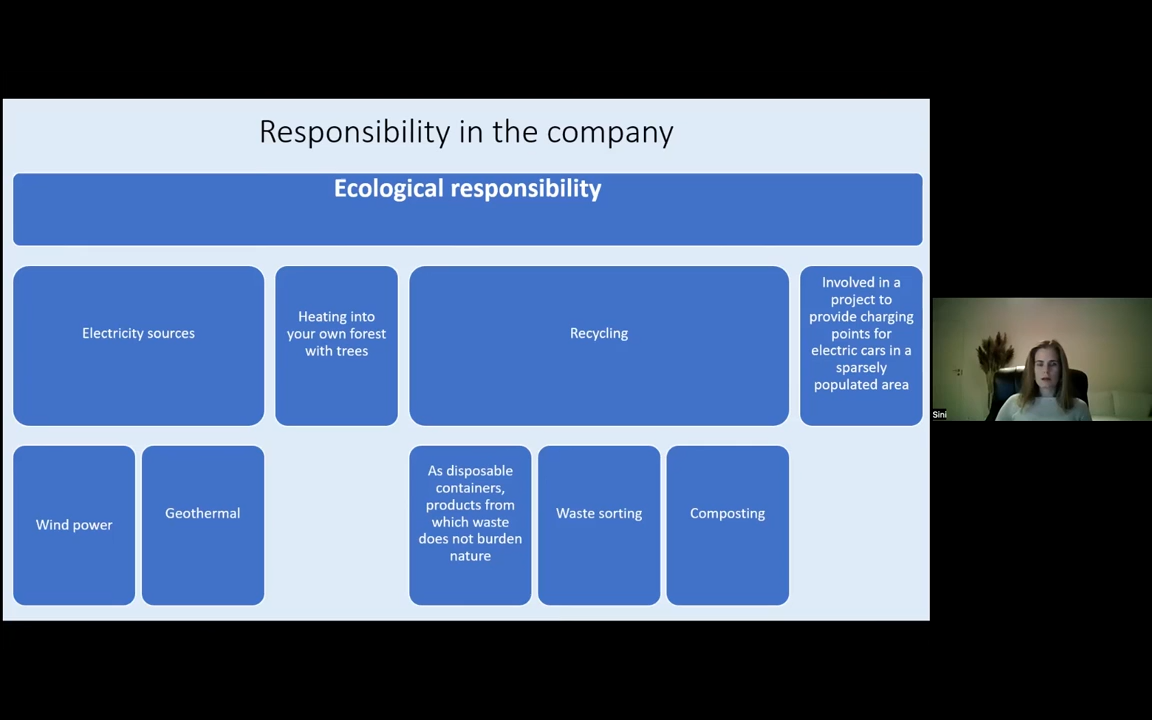 Responsibility in the company
Ecological responsibility
Electricity sources
Heating into
your own forest
with trees
Recycling
Involved in a
project to
provide charging
points for
electric cars in a
sparsely
populated area
Wind power
Geothermal
As disposable
containers,
products from
which waste
does not burden
nature
Waste sorting
Composting
Sini